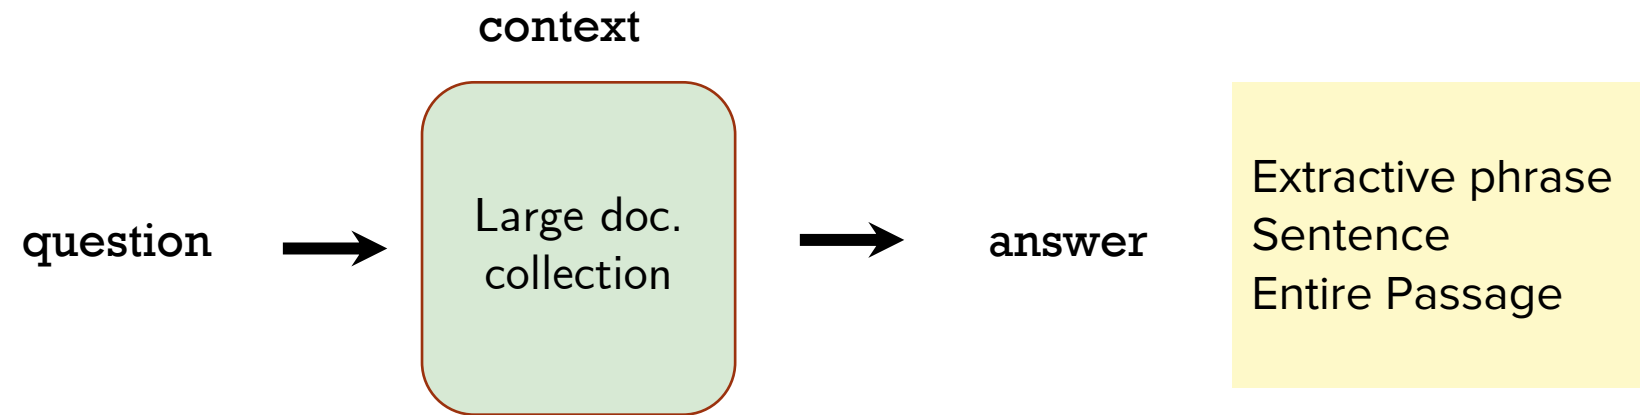 context
question
Large doc.
collection
answer
Extractive phrase
Sentence
Entire Passage